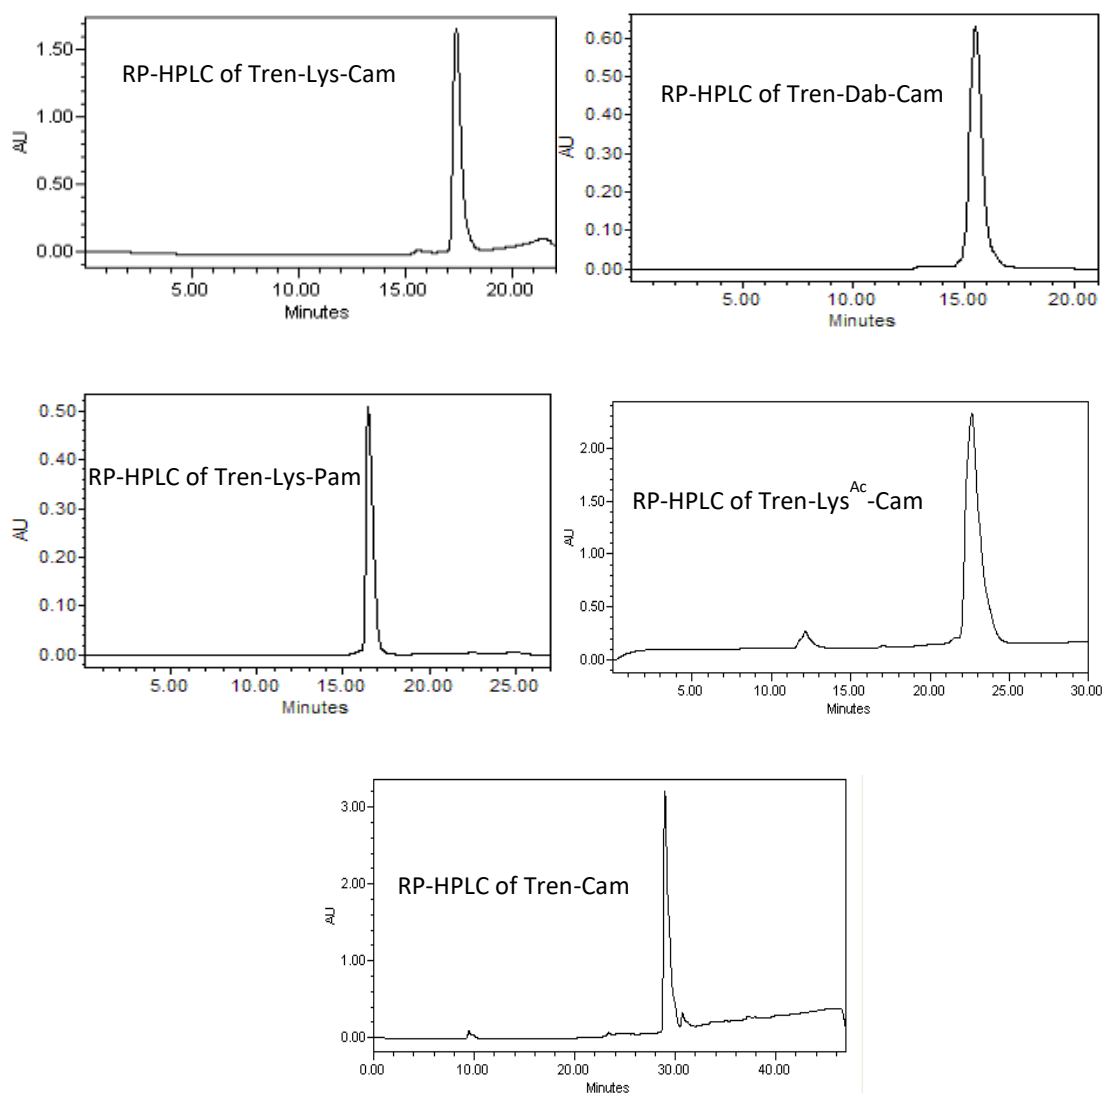 RP-HPLC of Tren-Lys-Cam
AU
1.50
1.00
0.50
0.00
5.00 10.00 15.00 20.00
Minutes
RP-HPLC of Tren-Dab-Cam
AU
0.60
0.50
0.40
0.30
0.20
0.10
0.00
5.00 10.00 15.00 20.00
Minutes
RP-HPLC of Tren-Lys-Pam
AU
0.50
0.40
0.30
0.20
0.10
0.00
5.00 10.00 15.00 20.00 25.00
Minutes
RP-HPLC of Tren-Lys^Ac-Cam
AU
2.00
1.50
1.00
0.50
0.00
5.00 10.00 15.00 20.00 25.00 30.00
Minutes
RP-HPLC of Tren-Cam
AU
3.00
2.00
1.00
0.00
0.00 10.00 20.00 30.00 40.00
Minutes